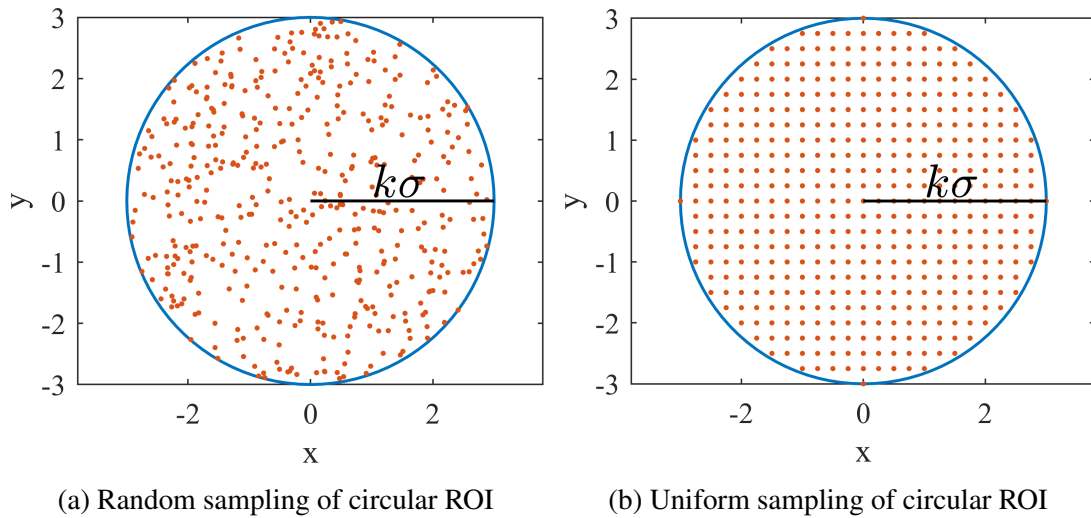 3
2
1
0
-1
-2
-3
y
kσ
-2
0
2
x
3
2
1
0
-1
-2
-3
y
kσ
-2
0
2
x
(a) Random sampling of circular ROI
(b) Uniform sampling of circular ROI